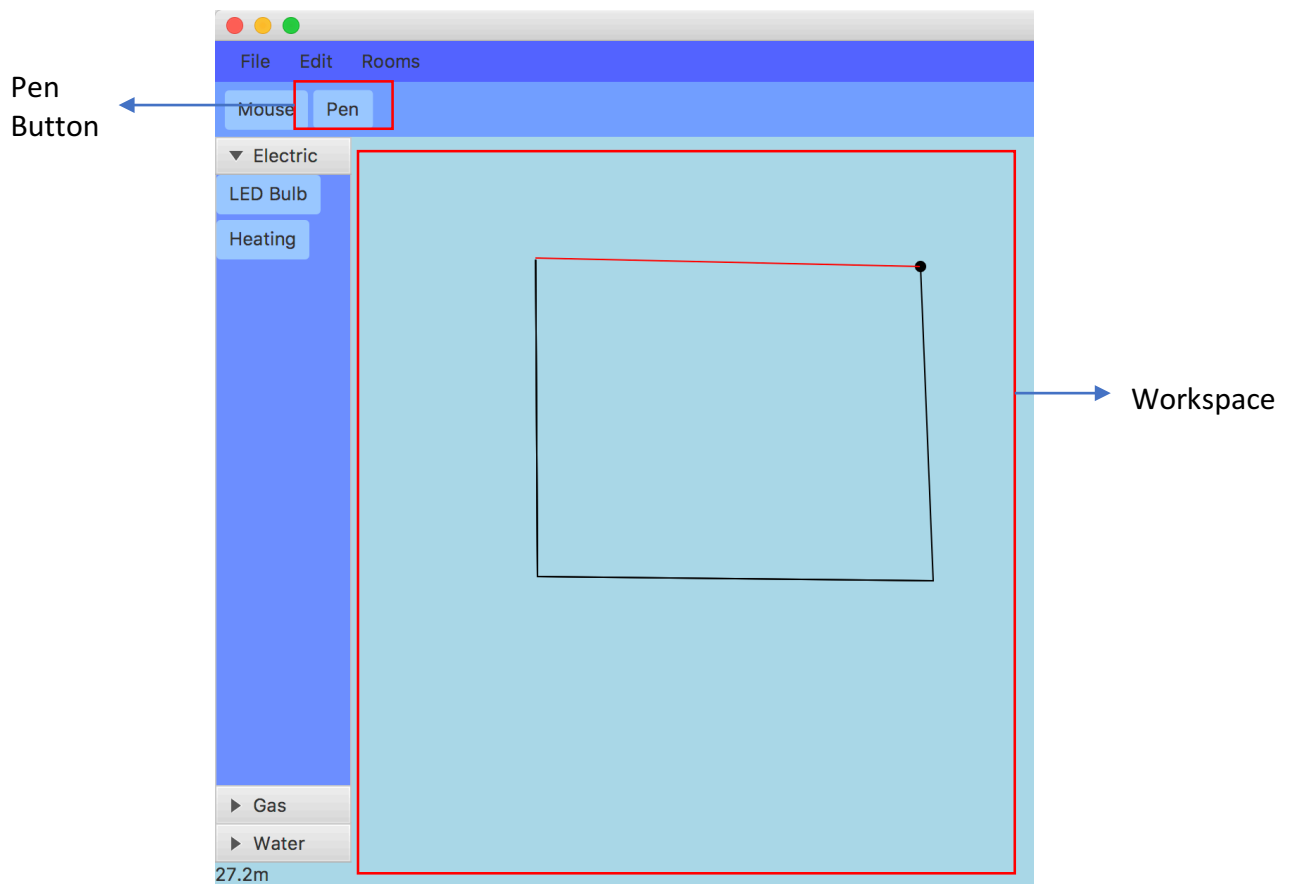 File Edit Rooms
Pen
Button
Mouse Pen
Electric
LED Bulb
Heating
Workspace
Gas
Water
27.2m